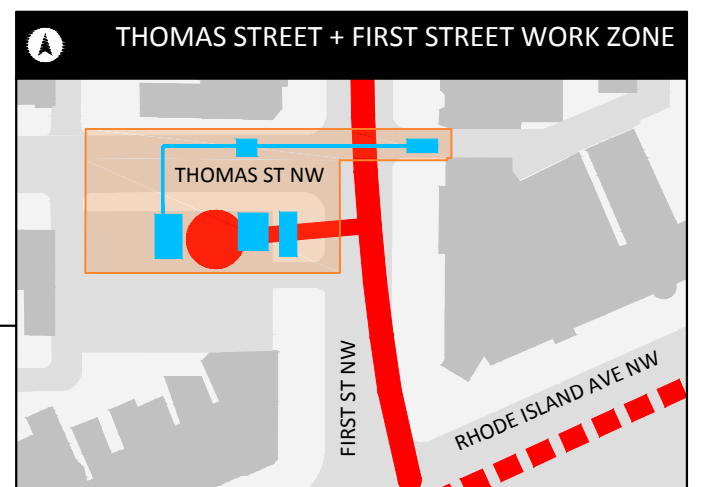 THOMAS STREET + FIRST STREET WORK ZONE
THOMAS ST NW
FIRST ST NW
RHODE ISLAND AVE NW